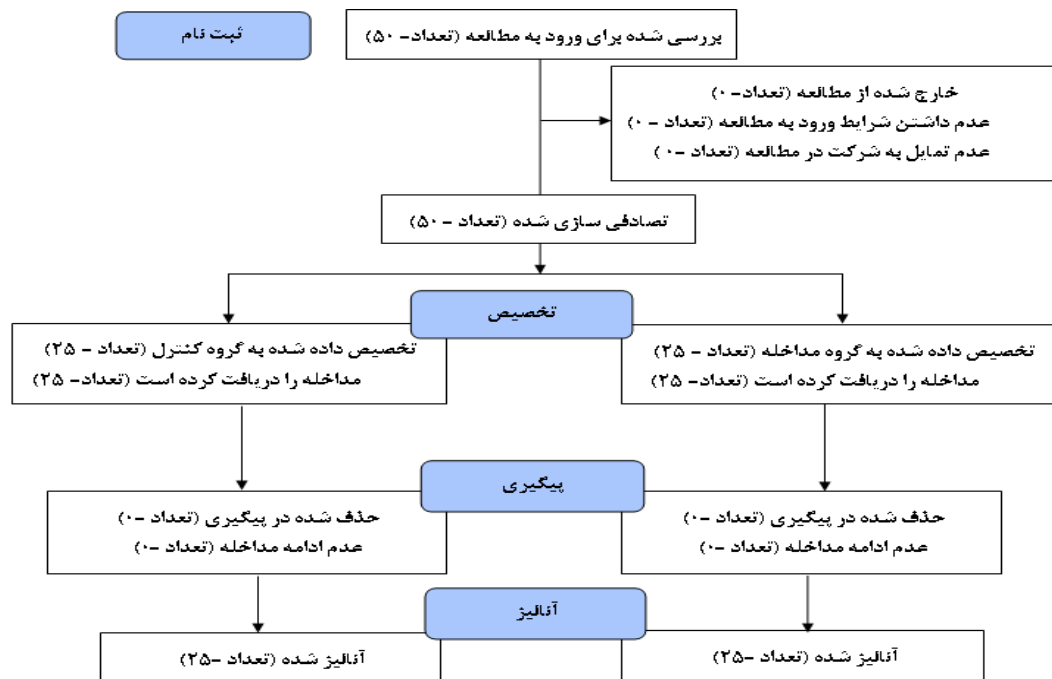 ثبت نام
بررسی شده برای ورود به مطالعه (تعداد- ۵۰)
خارج شده از مطالعه (تعداد- ۰)
عدم داشتن شرایط ورود به مطالعه (تعداد - ۰)
عدم تمایل به شرکت در مطالعه (تعداد -۰)
تصادفی سازی شده (تعداد - ۵۰)
تخصیص
تخصیص داده شده به گروه مداخله (تعداد - ۲۵)
مداخله را دریافت کرده است (تعداد- ۲۵)
تخصیص داده شده به گروه کنترل (تعداد - ۲۵)
مداخله را دریافت کرده است (تعداد- ۲۵)
پیگیری
حذف شده در پیگیری (تعداد -۰)
عدم ادامه مداخله (تعداد -۰)
حذف شده در پیگیری (تعداد -۰)
عدم ادامه مداخله (تعداد -۰)
آنالیز
آنالیز شده (تعداد -۲۵)
آنالیز شده (تعداد -۲۵)